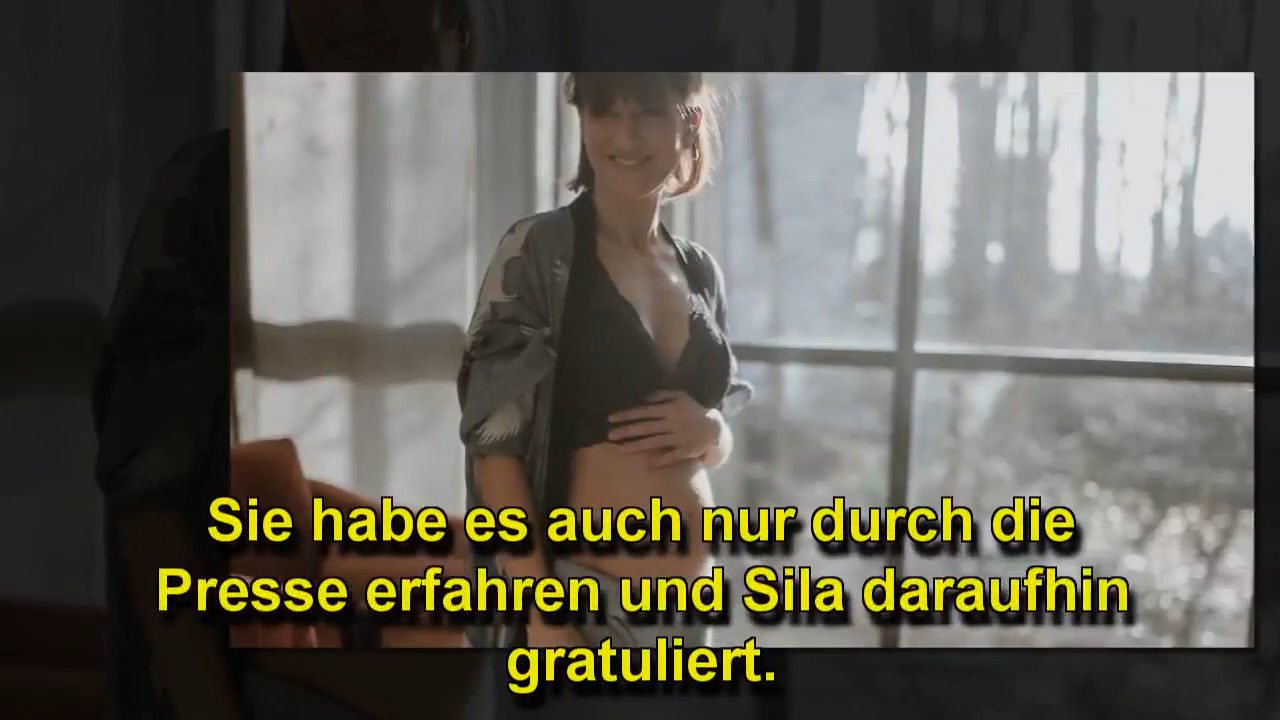 Sie habe es auch nur durch die
Presse erfahren und Sila daraufhin
gratuliert.